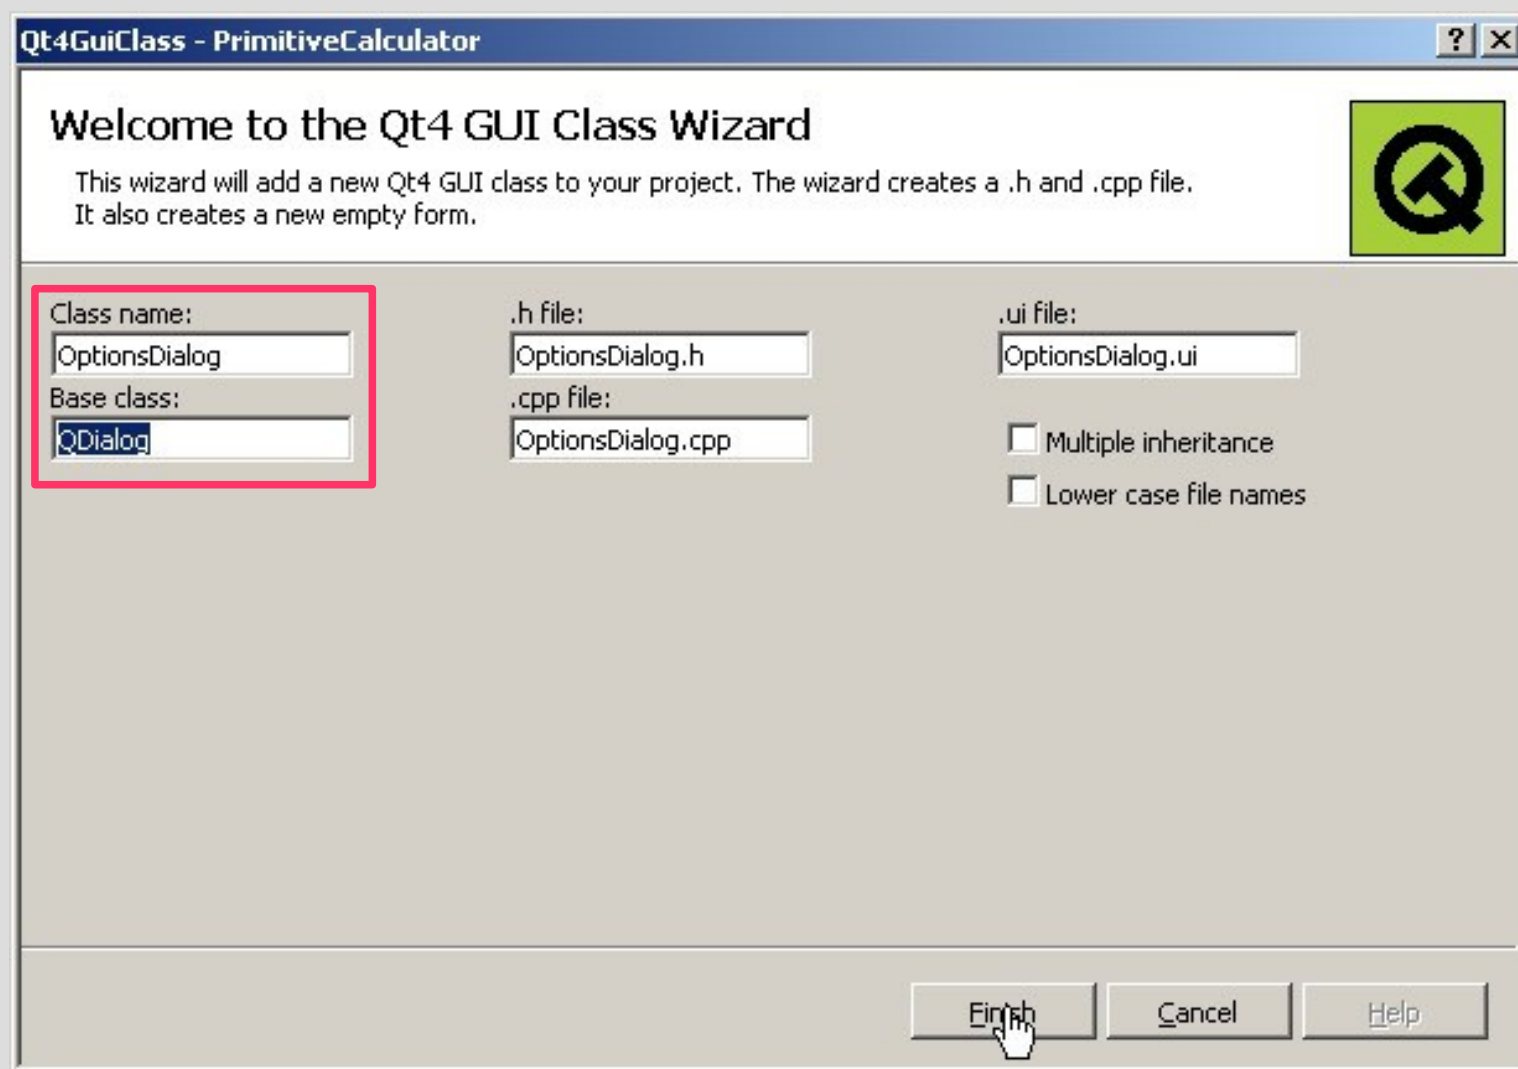 Qt4GuiClass - PrimitiveCalculator
Welcome to the Qt4 GUI Class Wizard
This wizard will add a new Qt4 GUI class to your project. The wizard creates a .h and .cpp file.
It also creates a new empty form.
Class name:
OptionsDialog
Base class:
QDialog
.h file:
OptionsDialog.h
.cpp file:
OptionsDialog.cpp
.ui file:
OptionsDialog.ui
Multiple inheritance
Lower case file names
Finish
Cancel
Help